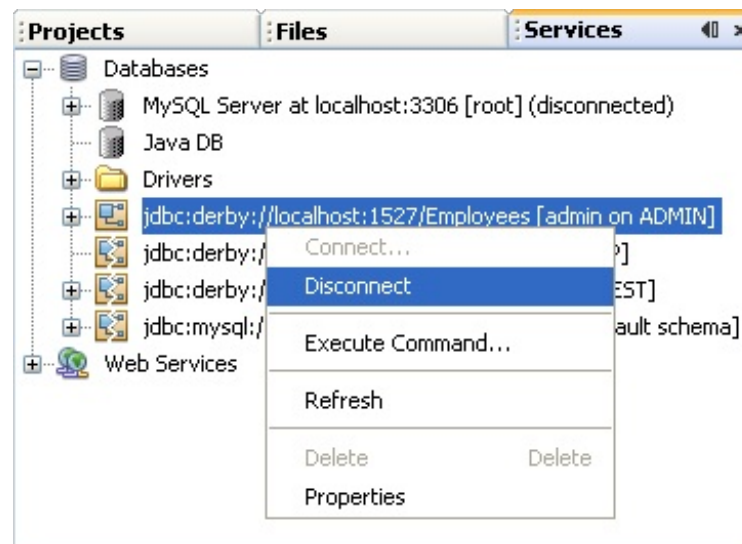 Projects Files Services
Databases
MySQL Server at localhost:3306 [root] (disconnected)
Java DB
Drivers
jdbc:derby://localhost:1527/Employees [admin on ADMIN]
jdbc:derby:/
Connect...
jdbc:derby:/
Disconnect
EST]
jdbc:mysql:/
ault schema]
Execute Command...
Web Services
Refresh
Delete Delete
Properties